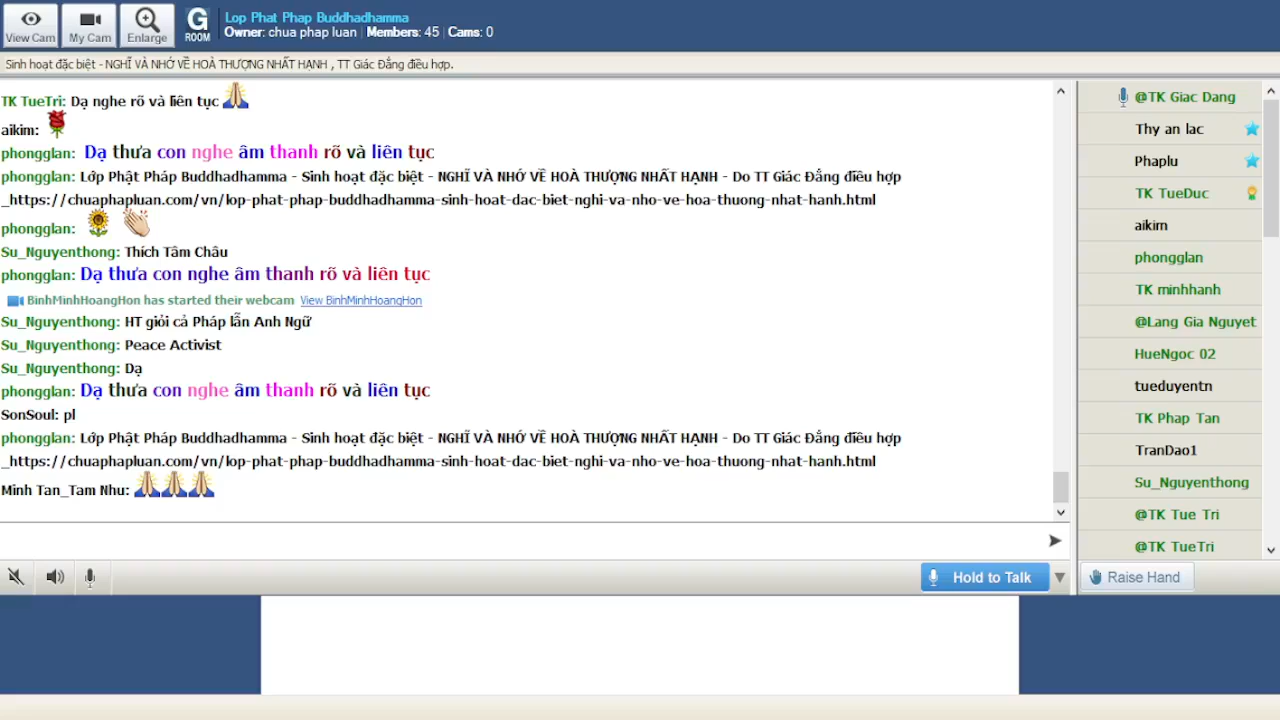 View Cam
My Cam
Enlarge
G
ROOM
Lop Phat Phap Buddhadhamma
Owner: chua phap luan | Members: 45 | Cams: 0
Sinh hoạt đặc biệt - NGHĨ VÀ NHỚ VỀ HOÀ THƯỢNG NHẤT HẠNH , TT Giác Đẳng điều hợp.
TK TueTri: Dạ nghe rõ và liên tục
aikim:
phongglan: Dạ thưa con nghe âm thanh rõ và liên tục
phongglan: Lớp Phật Pháp Buddhadhamma - Sinh hoạt đặc biệt - NGHĨ VÀ NHỚ VỀ HOÀ THƯỢNG NHẤT HẠNH - Do TT Giác Đẳng điều hợp
_https://chuaphapluan.com/vn/lop-phat-phap-buddhadhamma-sinh-hoat-dac-biet-nghi-va-nho-ve-hoa-thuong-nhat-hanh.html
phongglan:
Su_Nguyenthong: Thích Tâm Châu
phongglan: Dạ thưa con nghe âm thanh rõ và liên tục
BinhMinhHoangHon has started their webcam View BinhMinhHoangHon
Su_Nguyenthong: HT giỏi cả Pháp lẫn Anh Ngữ
Su_Nguyenthong: Peace Activist
Su_Nguyenthong: Dạ
phongglan: Dạ thưa con nghe âm thanh rõ và liên tục
SonSoul: pl
phongglan: Lớp Phật Pháp Buddhadhamma - Sinh hoạt đặc biệt - NGHĨ VÀ NHỚ VỀ HOÀ THƯỢNG NHẤT HẠNH - Do TT Giác Đẳng điều hợp
_https://chuaphapluan.com/vn/lop-phat-phap-buddhadhamma-sinh-hoat-dac-biet-nghi-va-nho-ve-hoa-thuong-nhat-hanh.html
Minh Tan_Tam Nhu:
Hold to Talk
@TK Giac Dang
Thy an lac
Phaplu
TK TueDuc
aikim
phongglan
TK minhhanh
@Lang Gia Nguyet
HueNgoc 02
tueduyentn
TK Phap Tan
TranDao1
Su_Nguyenthong
@TK Tue Tri
@TK TueTri
Raise Hand